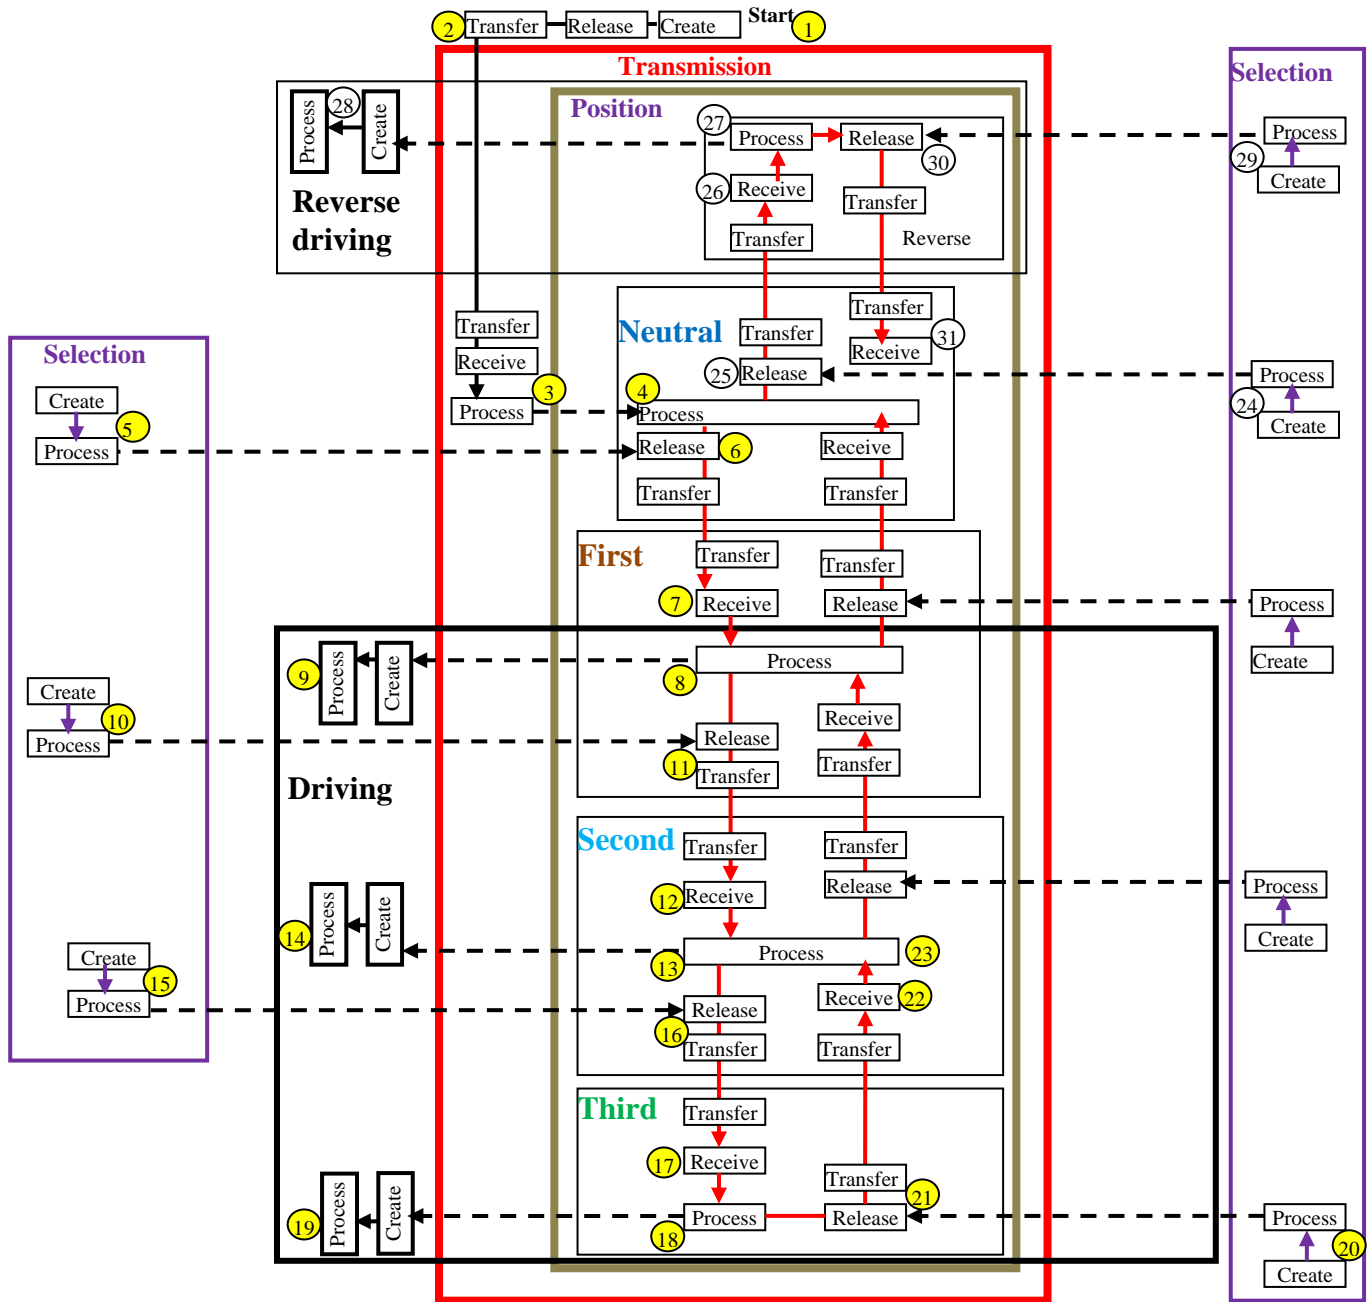 Start
1
2
Transfer
Release
Create
Transmission
Selection
Position
28
Process
Create
27
Process
Release
30
Process
29
Create
26
Receive
Transfer
Transfer
Reverse
driving
Reverse
Transfer
Receive
3
Process
Neutral
Transfer
Transfer
Receive
31
25
Release
4
Process
Release
6
Receive
Transfer
Transfer
Process
24
Create
Selection
Create
5
Process
First
Transfer
Transfer
7
Receive
Release
Process
Create
9
Process
Create
Process
8
Create
10
Process
Release
Receive
11
Transfer
Transfer
Driving
Second
Transfer
Transfer
12
Receive
Release
Process
Create
14
Process
Create
Process
13
23
Create
15
Process
Release
Receive
22
16
Transfer
Transfer
Third
Transfer
17
Receive
Transfer
21
19
Process
Create
Process
18
Release
Process
20
Create